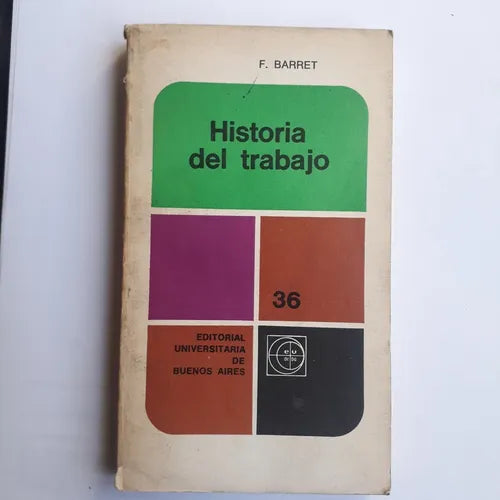 F. BARRET
Historia
del trabajo
36
EDITORIAL
UNIVERSITARIA
DE
BUENOS AIRES